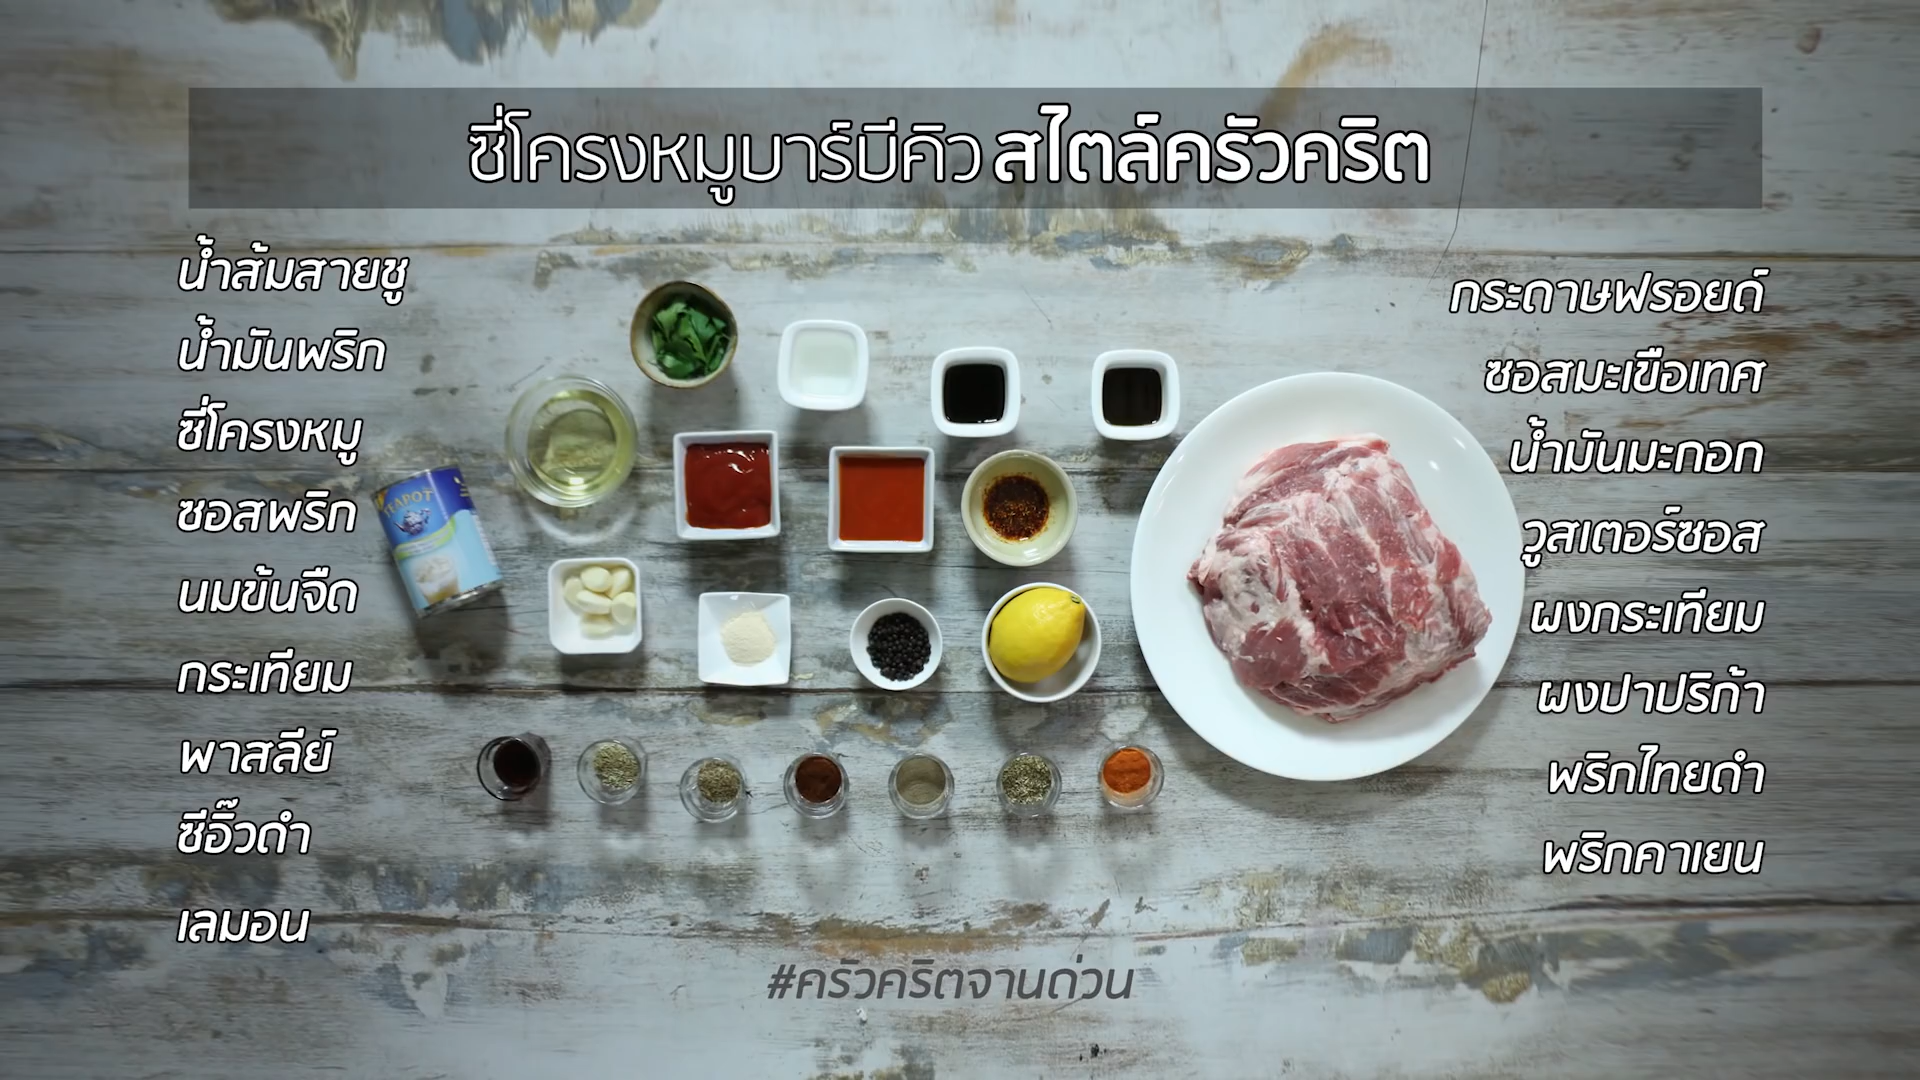 ซี่โครงหมูบาร์บีคิว สไตล์ครัวคริต
น้ำส้มสายชู
น้ำมันพริก
ซี่โครงหมู
ซอสพริก
นมข้นจืด
กระเทียม
พาสลีย์
ซีอิ๊วดำ
เลมอน
กระดาษฟรอยด์
ซอสมะเขือเทศ
น้ำมันมะกอก
วูสเตอร์ซอส
ผงกระเทียม
ผงปาปริก้า
พริกไทยดำ
พริกคาเยน
TEAPOT
#ครัวคริตจานด่วน